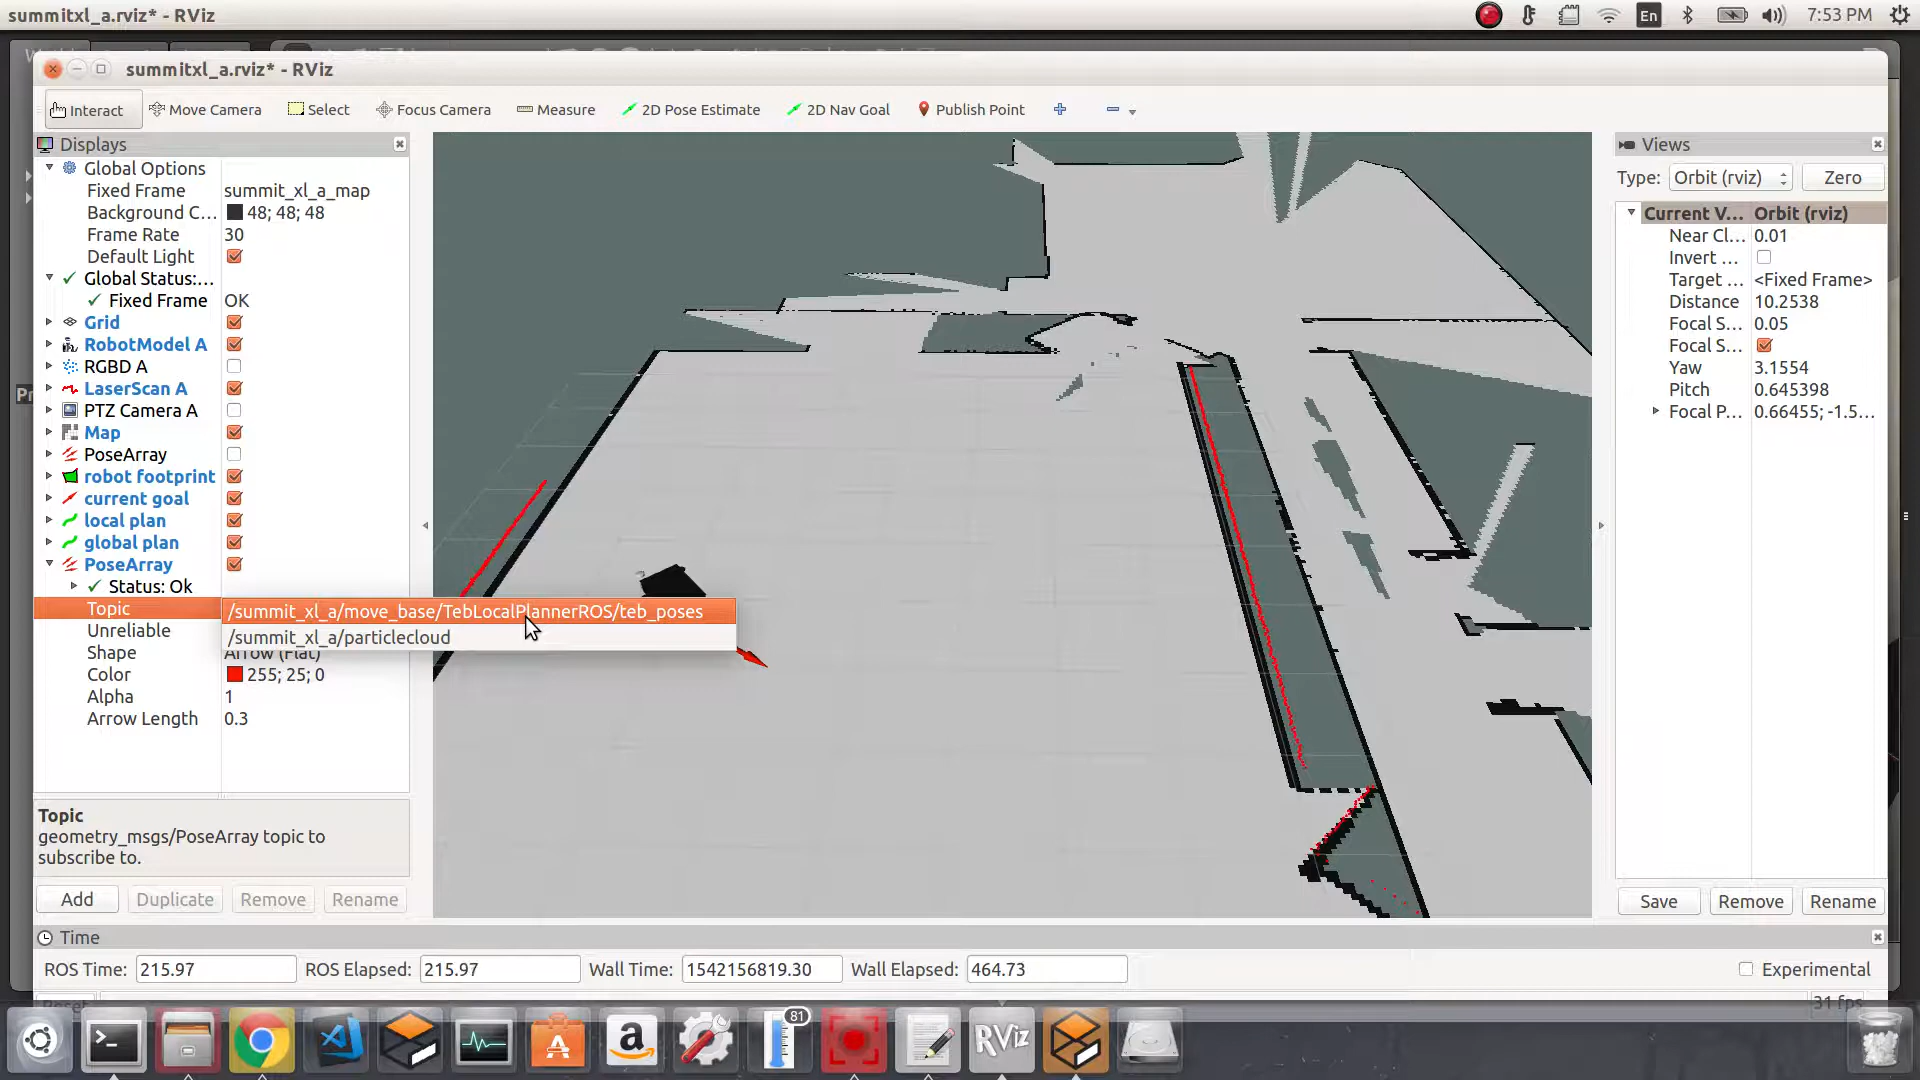 summitxl_a.rviz* - RViz
En
7:53 PM
summitxl_a.rviz* - RViz
Interact
Move Camera
Select
Focus Camera
Measure
2D Pose Estimate
2D Nav Goal
Publish Point
Displays
Global Options
Fixed Frame summit_xl_a_map
Background C... 48; 48; 48
Frame Rate 30
Default Light
Global Status:...
Fixed Frame OK
Grid
RobotModel A
RGBD A
LaserScan A
PTZ Camera A
Map
PoseArray
robot footprint
current goal
local plan
global plan
PoseArray
Status: Ok
Topic /summit_xl_a/move_base/TebLocalPlannerROS/teb_poses
/summit_xl_a/particlecloud
Unreliable
Shape Arrow (Flat)
Color 255; 25; 0
Alpha 1
Arrow Length 0.3
Topic
geometry_msgs/PoseArray topic to
subscribe to.
Add
Duplicate
Remove
Rename
Views
Type: Orbit (rviz) Zero
Current V... Orbit (rviz)
Near Cl... 0.01
Invert ...
Target ... <Fixed Frame>
Distance 10.2538
Focal S... 0.05
Focal S...
Yaw 3.1554
Pitch 0.645398
Focal P... 0.66455; -1.5...
Save
Remove
Rename
Time
ROS Time: 215.97 ROS Elapsed: 215.97 Wall Time: 1542156819.30 Wall Elapsed: 464.73 Experimental
Reset
31 fps
81
RViz